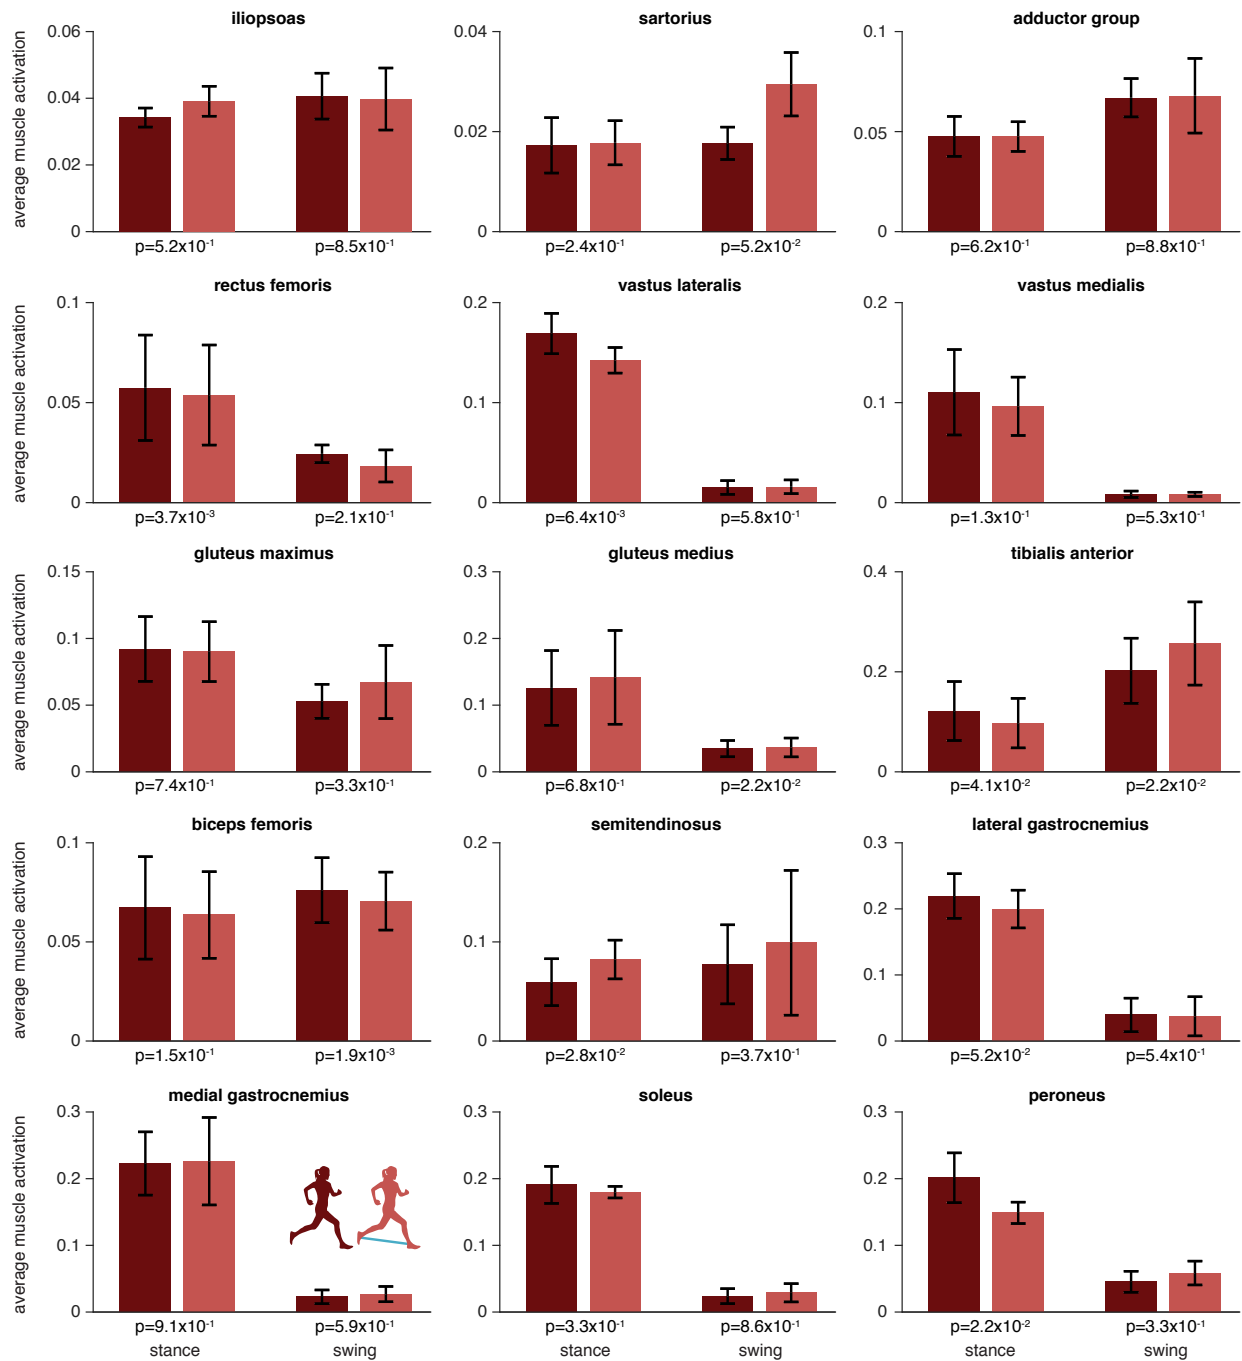 iliopsoas
sartorius
adductor group
average muscle activation
0.06
0.04
0.02
0
0.04
0.02
0
0.1
0.05
0
p=5.2x10⁻¹
p=8.5x10⁻¹
p=2.4x10⁻¹
p=5.2x10⁻²
p=6.2x10⁻¹
p=8.8x10⁻¹
rectus femoris
vastus lateralis
vastus medialis
average muscle activation
0.1
0.05
0
0.2
0.1
0
0.2
0.1
0
p=3.7x10⁻³
p=2.1x10⁻¹
p=6.4x10⁻³
p=5.8x10⁻¹
p=1.3x10⁻¹
p=5.3x10⁻¹
gluteus maximus
gluteus medius
tibialis anterior
average muscle activation
0.15
0.1
0.05
0
0.3
0.2
0.1
0
0.4
0.2
0
p=7.4x10⁻¹
p=3.3x10⁻¹
p=6.8x10⁻¹
p=2.2x10⁻²
p=4.1x10⁻²
p=2.2x10⁻²
biceps femoris
semitendinosus
lateral gastrocnemius
average muscle activation
0.1
0.05
0
0.2
0.1
0
0.3
0.2
0.1
0
p=1.5x10⁻¹
p=1.9x10⁻³
p=2.8x10⁻²
p=3.7x10⁻¹
p=5.2x10⁻²
p=5.4x10⁻¹
medial gastrocnemius
soleus
peroneus
average muscle activation
0.3
0.2
0.1
0
0.3
0.2
0.1
0
0.3
0.2
0.1
0
p=9.1x10⁻¹
p=5.9x10⁻¹
p=3.3x10⁻¹
p=8.6x10⁻¹
p=2.2x10⁻²
p=3.3x10⁻¹
stance
swing
stance
swing
stance
swing